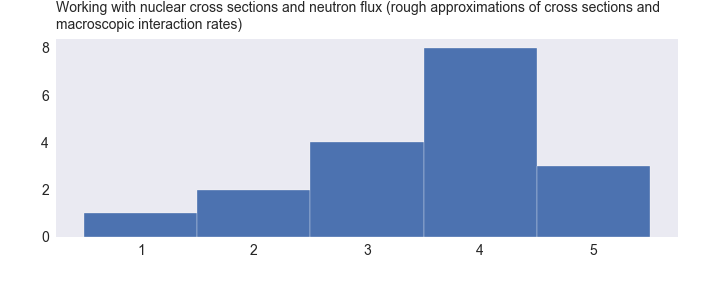 Working with nuclear cross sections and neutron flux (rough approximations of cross sections and
macroscopic interaction rates)
8
6
4
2
0
1 2 3 4 5